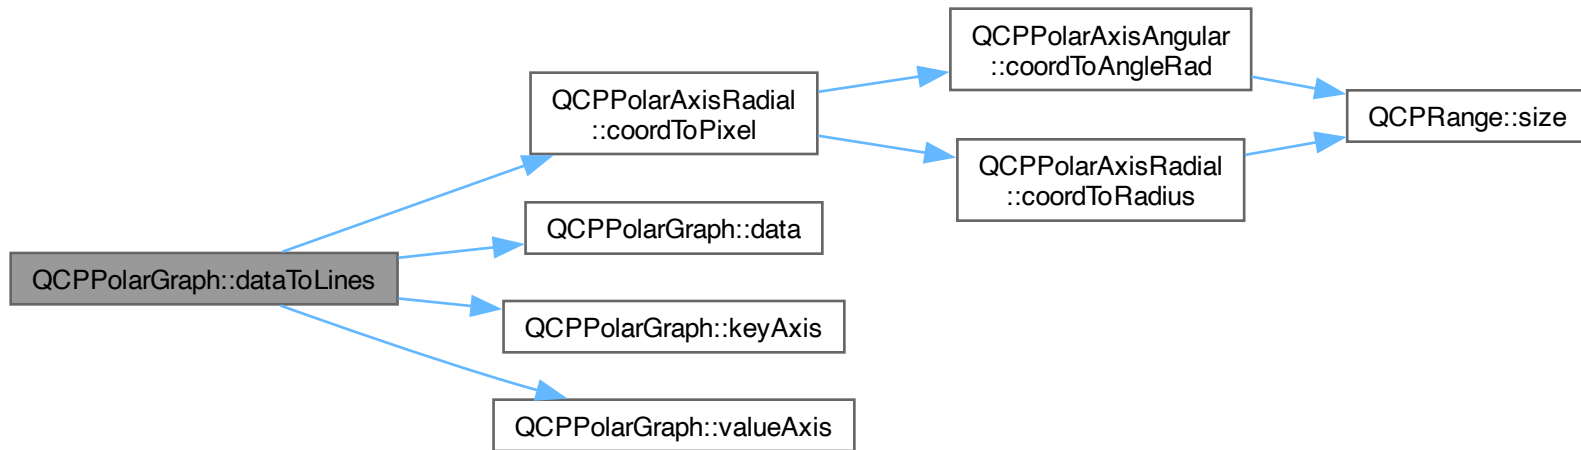 QCPPolarGraph::dataToLines
QCPPolarAxisRadial
::coordToPixel
QCPPolarGraph::data
QCPPolarGraph::keyAxis
QCPPolarGraph::valueAxis
QCPPolarAxisAngular
::coordToAngleRad
QCPPolarAxisRadial
::coordToRadius
QCPRange::size